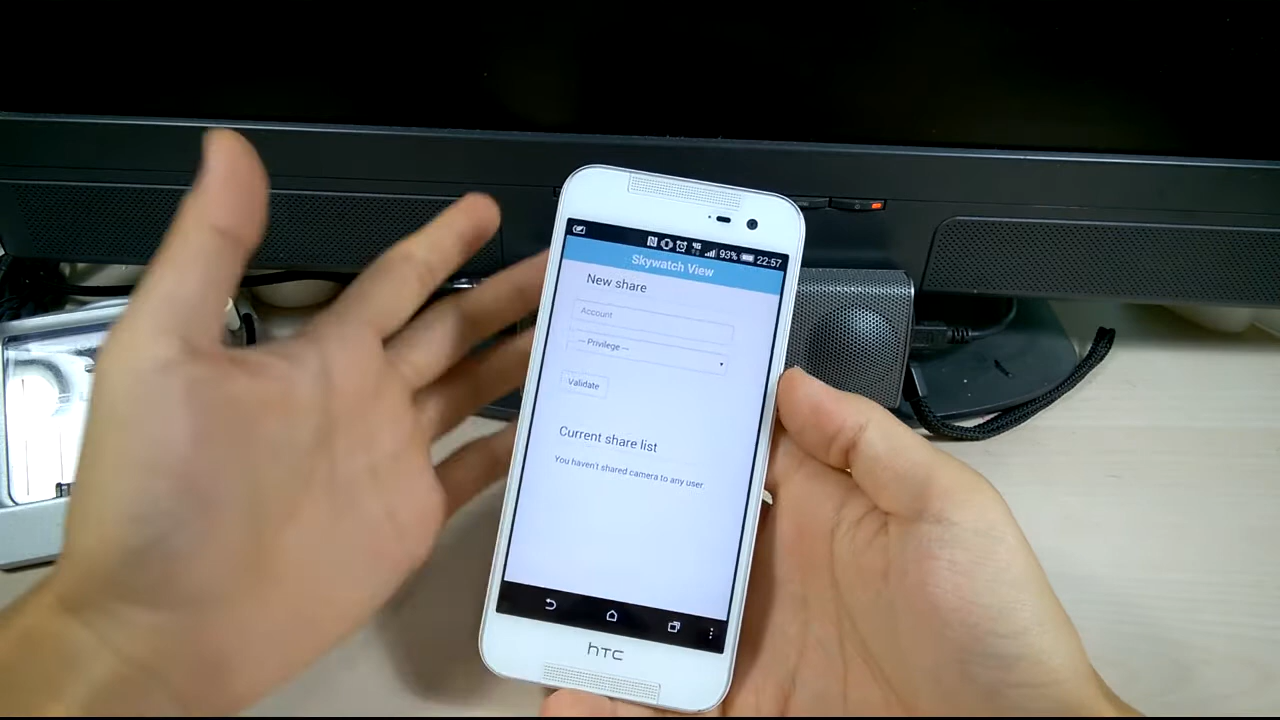 4G 93% 22:57
Skywatch View
New share
Account
--- Privilege ---
Validate
Current share list
You haven't shared camera to any user
hTC